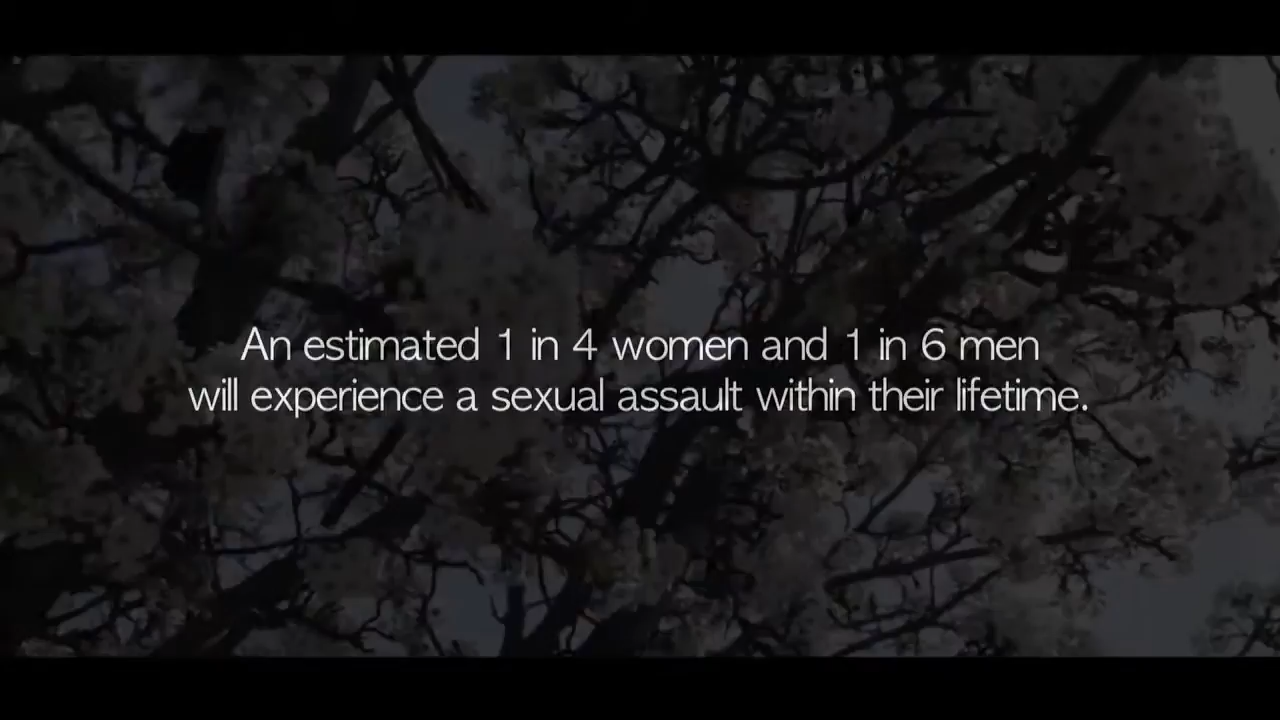 An estimated 1 in 4 women and 1 in 6 men
will experience a sexual assault within their lifetime.